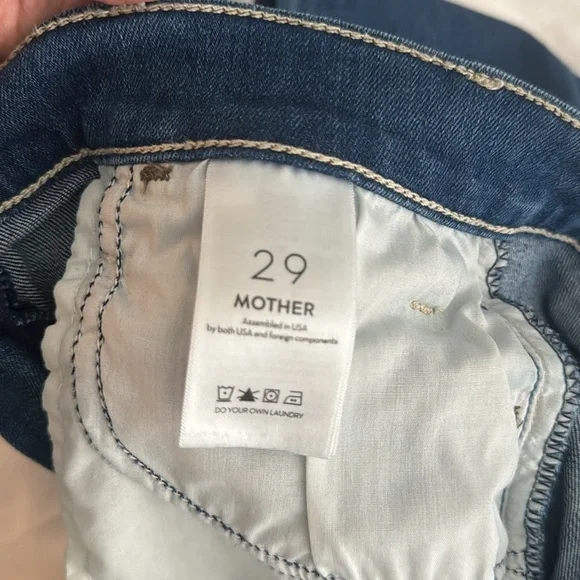 29
MOTHER
Assembled in USA
by both USA and foreign components
DO YOUR OWN LAUNDRY